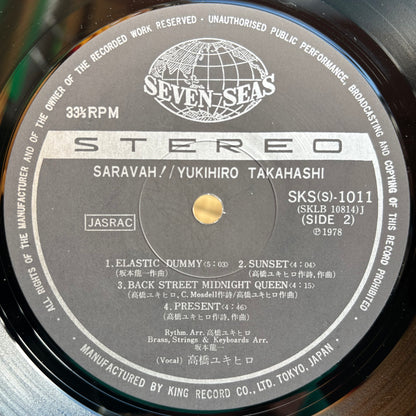 ALL RIGHTS OF THE MANUFACTURER AND OF THE OWNER OF THE RECORDED WORK RESERVED · UNAUTHORISED PUBLIC PERFORMANCE, BROADCASTING AND COPYING OF THIS RECORD PROHIBITED.
SEVEN SEAS
33⅓RPM
STEREO
SARAVAH!//YUKIHIRO TAKAHASHI
SKS(S)-1011
(SKLB 10814)J
JAMRAC
(SIDE 2)
℗1978
1.ELASTIC DUMMY(5:03) 2.SUNSET(4:04)
(坂本龍一作曲) (高橋ユキヒロ作詩,作曲)
3.BACK STREET MIDNIGHT QUEEN(4:15)
(高橋ユキヒロ, C. Mosdell作詩/高橋ユキヒロ作曲)
4.PRESENT(4:46)
(高橋ユキヒロ作詩,作曲)
Rythm. Arr.高橋ユキヒロ
Brass, Strings & Keyboards Arr.
坂本龍一
(Vocal) 高橋ユキヒロ
MANUFACTURED BY KING RECORD CO., LTD. TOKYO, JAPAN.